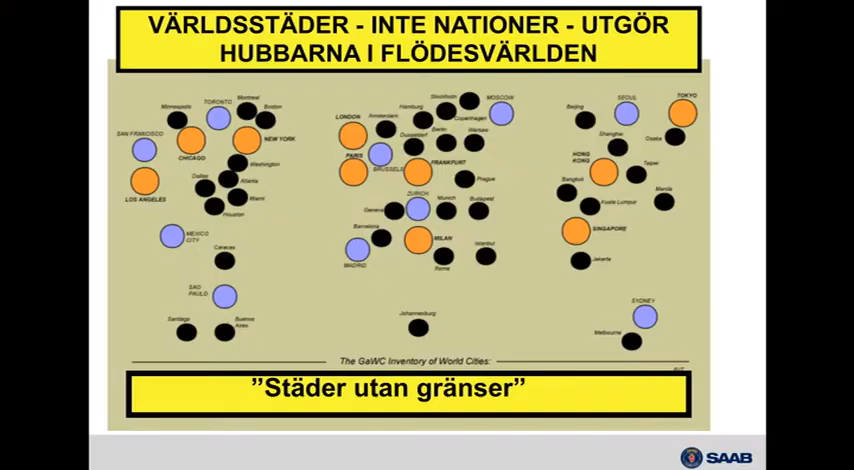 VÄRLDSSTÄDER - INTE NATIONER - UTGÖR
HUBBARNA I FLÖDESVÄRLDEN
Minneapolis
TORONTO
Montreal
Boston
SAN FRANCISCO
CHICAGO
NEW YORK
Washington
LOS ANGELES
Dallas
Atlanta
Miami
Houston
MEXICO
CITY
Caracas
SAO
PAULO
Santiago
Buenos
Aires
LONDON
Amsterdam
Hamburg
Stockholm
Copenhagen
MOSCOW
PARIS
BRUSSELS
Dusseldorf
Berlin
Warsaw
FRANKFURT
Prague
ZURICH
Geneva
Munich
Budapest
Barcelona
MADRID
MILAN
Rome
Istanbul
Johannesburg
Beijing
SEOUL
TOKYO
Shanghai
Osaka
HONG
KONG
Taipei
Bangkok
Kuala Lumpur
Manila
SINGAPORE
Jakarta
SYDNEY
Melbourne
The GaWC Inventory of World Cities:
”Städer utan gränser”
SAAB